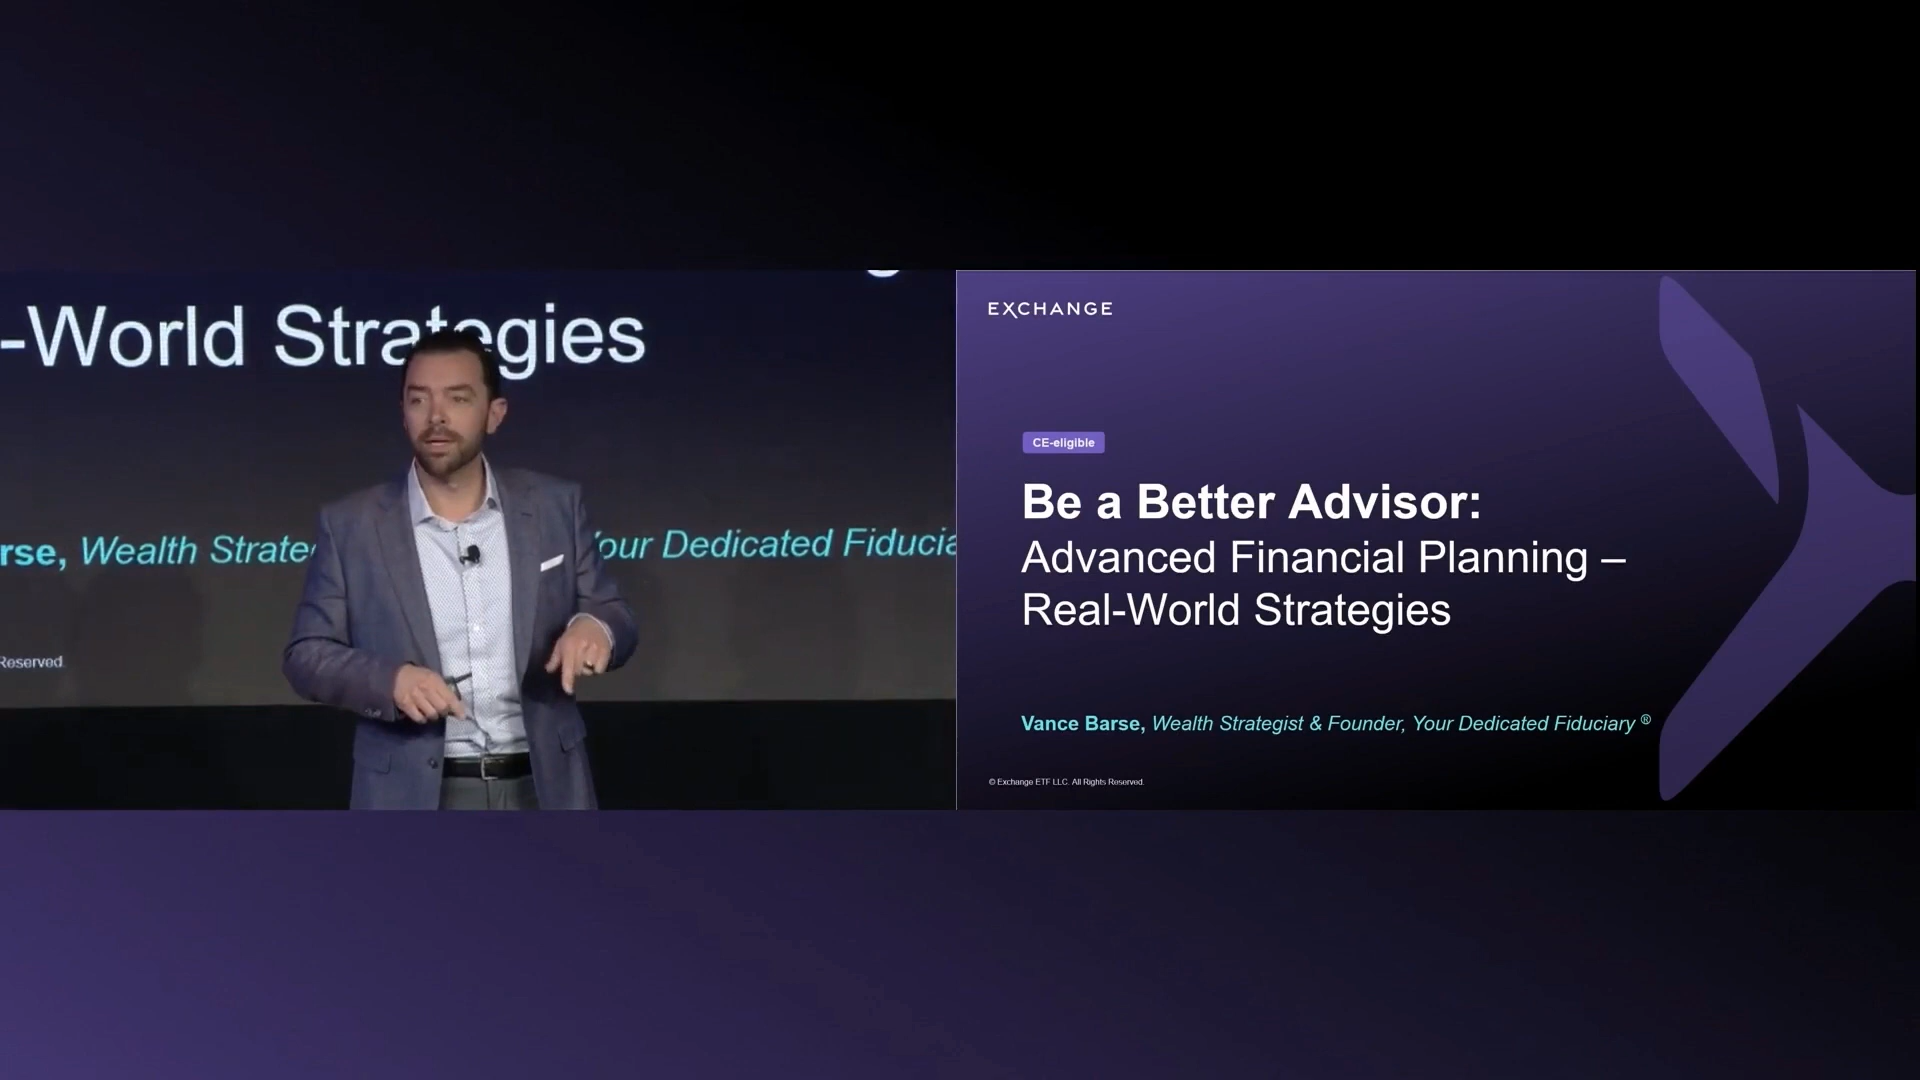 -World Strategies
rse, Wealth Strate
our Dedicated Fiducia
Reserved.
EXCHANGE
CE-eligible
Be a Better Advisor:
Advanced Financial Planning –
Real-World Strategies
Vance Barse, Wealth Strategist & Founder, Your Dedicated Fiduciary ®
© Exchange ETF LLC. All Rights Reserved.